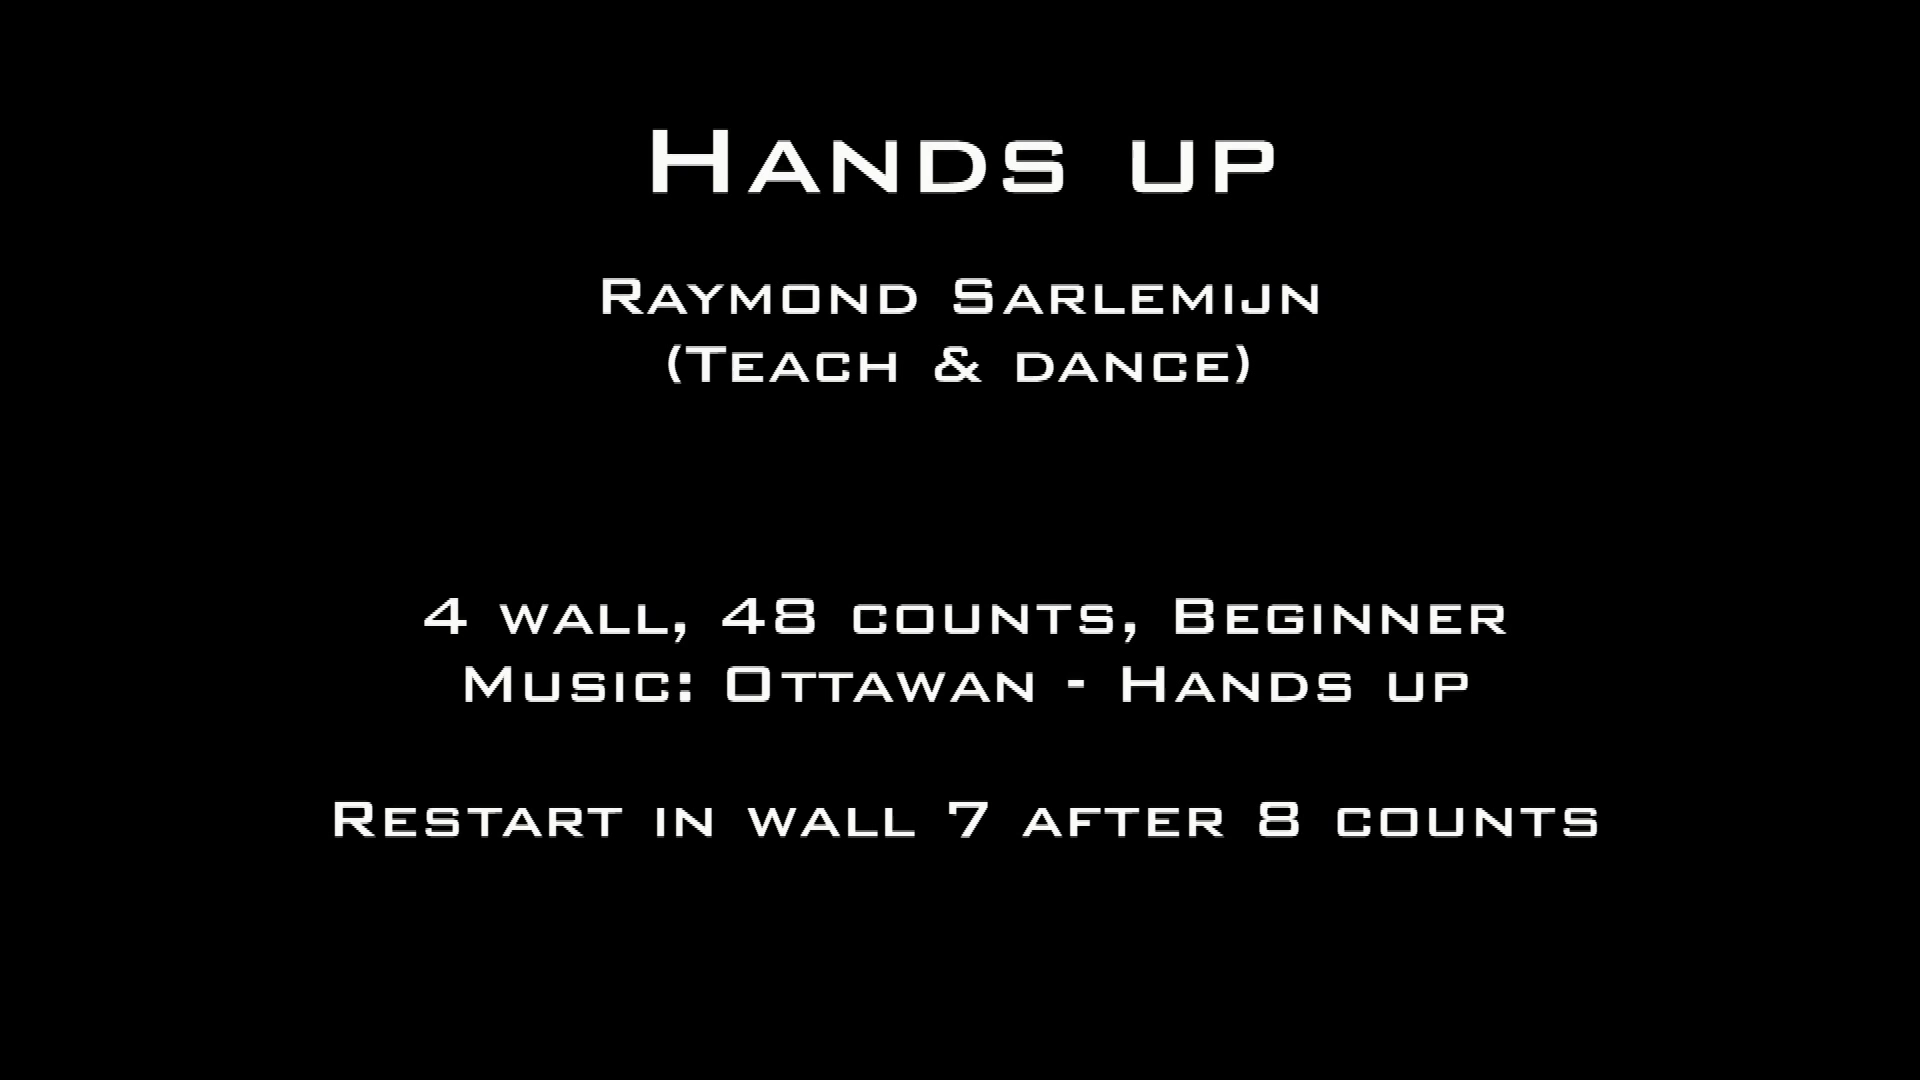 Hands up
Raymond Sarlemijn
(Teach & dance)
4 wall, 48 counts, Beginner
Music: Ottawan - Hands up
Restart in wall 7 after 8 counts